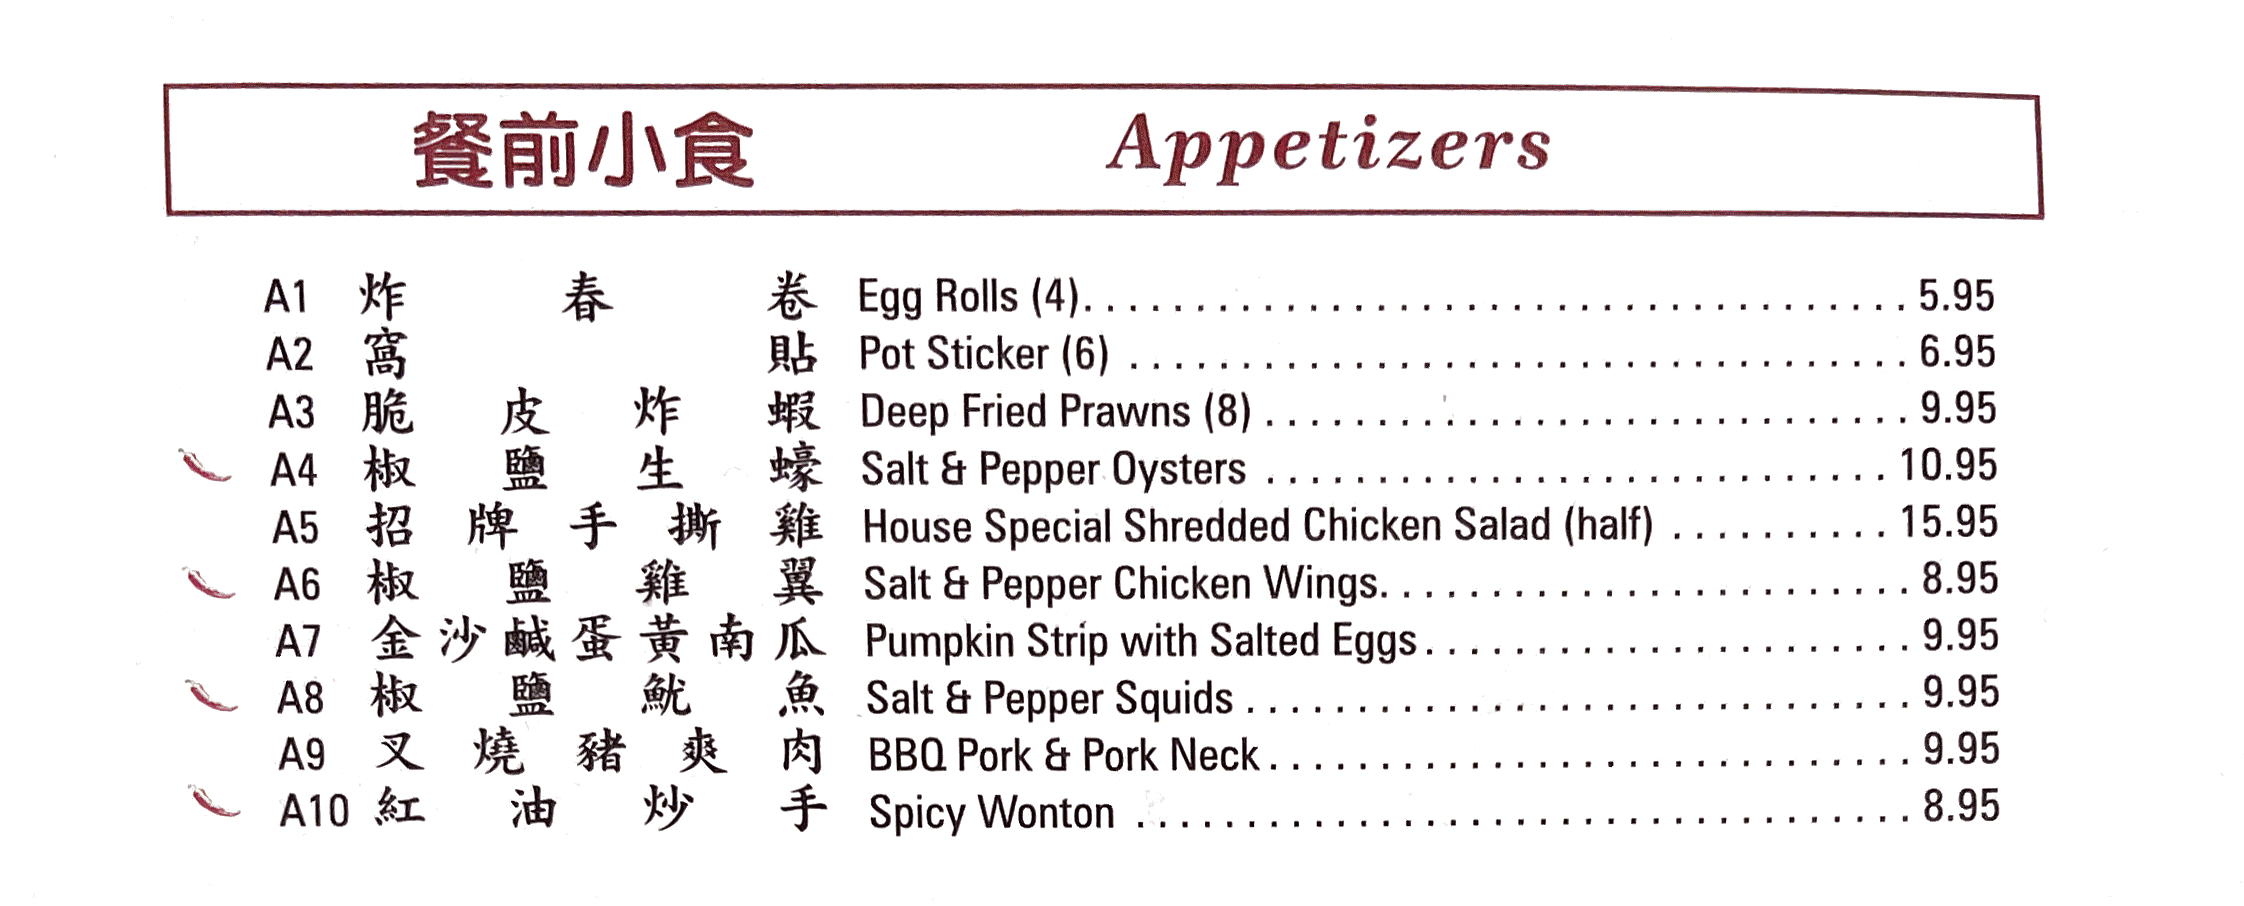 餐前小食 Appetizers
A1 炸春卷 Egg Rolls (4) 5.95
A2 窩貼 Pot Sticker (6) 6.95
A3 脆皮炸蝦 Deep Fried Prawns (8) 9.95
A4 椒鹽生蠔 Salt & Pepper Oysters 10.95
A5 招牌手撕雞 House Special Shredded Chicken Salad (half) 15.95
A6 椒鹽雞翼 Salt & Pepper Chicken Wings 8.95
A7 金沙鹹蛋黃南瓜 Pumpkin Strip with Salted Eggs 9.95
A8 椒鹽魷魚 Salt & Pepper Squids 9.95
A9 叉燒豬爽肉 BBQ Pork & Pork Neck 9.95
A10 紅油炒手 Spicy Wonton 8.95